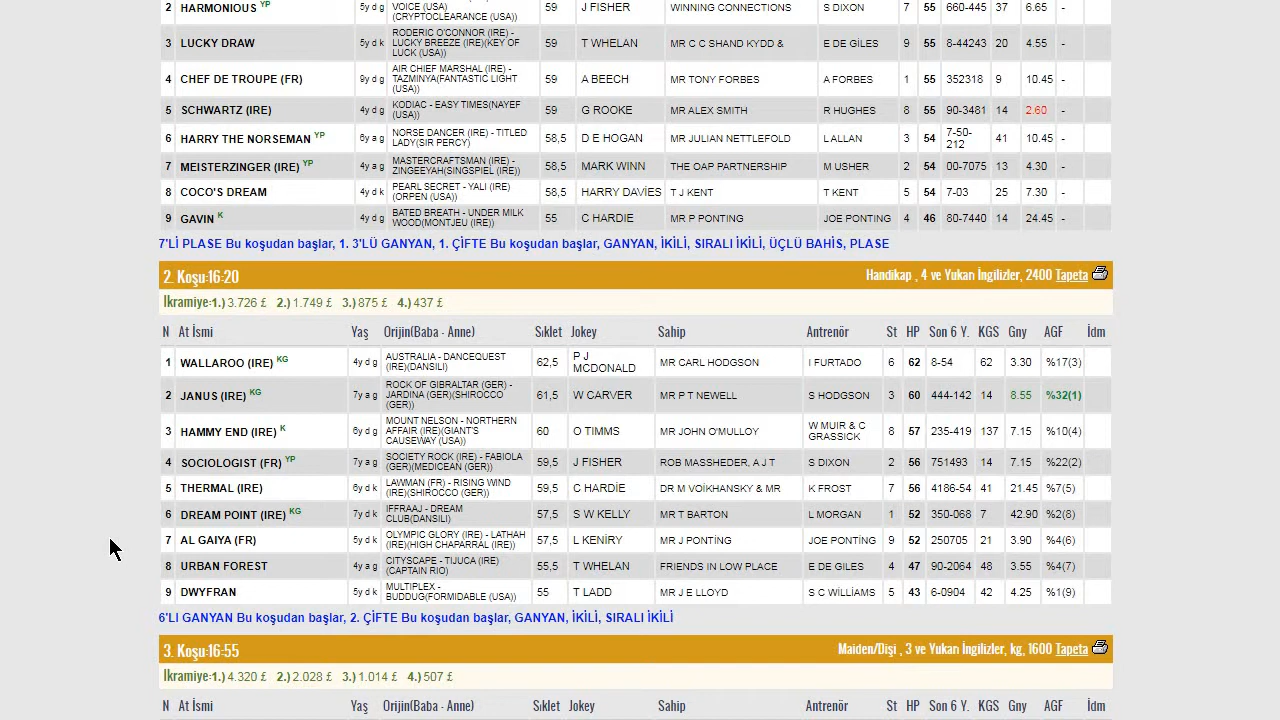 VOICE (USA)
2 HARMONIOUS YP 5y d g (CRYPTOCLEARANCE (USA)) 59 J FISHER WINNING CONNECTIONS S DIXON 7 55 660-445 37 6.65 -
RODERIC O'CONNOR (IRE) -
3 LUCKY DRAW 5y d k LUCKY BREEZE (IRE)(KEY OF 59 T WHELAN MR C C SHAND KYDD & E DE GİLES 9 55 8-44243 20 4.55 -
LUCK (USA))
AIR CHIEF MARSHAL (IRE) -
4 CHEF DE TROUPE (FR) 9y d g TAZMINYA(FANTASTIC LIGHT 59 A BEECH MR TONY FORBES A FORBES 1 55 352318 9 10.45 -
(USA))
5 SCHWARTZ (IRE) 4y d g KODIAC - EASY TIMES(NAYEF 59 G ROOKE MR ALEX SMITH R HUGHES 8 55 90-3481 14 2.60 -
(USA))
6 HARRY THE NORSEMAN YP 6y a g NORSE DANCER (IRE) - TITLED 58,5 D E HOGAN MR JULIAN NETTLEFOLD L ALLAN 3 54 7-50- 41 10.45 -
LADY(SIR PERCY) 212
7 MEISTERZINGER (IRE) YP 4y a g MASTERCRAFTSMAN (IRE) - 58,5 MARK WINN THE OAP PARTNERSHIP M USHER 2 54 00-7075 13 4.30 -
ZINGEEYAH(SINGSPIEL (IRE))
8 COCO'S DREAM 4y d k PEARL SECRET - YALI (IRE) 58,5 HARRY DAVİES T J KENT T KENT 5 54 7-03 25 7.30 -
(ORPEN (USA))
9 GAVIN K 4y d g BATED BREATH - UNDER MILK 55 C HARDIE MR P PONTING JOE PONTING 4 46 80-7440 14 24.45 -
WOOD(MONTJEU (IRE))
7'Lİ PLASE Bu koşudan başlar, 1. 3'LÜ GANYAN, 1. ÇİFTE Bu koşudan başlar, GANYAN, İKİLİ, SIRALI İKİLİ, ÜÇLÜ BAHİS, PLASE
2. Koşu:16:20 Handikap , 4 ve Yukarı İngilizler, 2400 Tapeta
İkramiye:1.) 3.726 £ 2.) 1.749 £ 3.) 875 £ 4.) 437 £
N At İsmi Yaş Orijin(Baba - Anne) Sıklet Jokey Sahip Antrenör St HP Son 6 Y. KGS Gny AGF İdm
1 WALLAROO (IRE) KG 4y d g AUSTRALIA - DANCEQUEST 62,5 P J MR CARL HODGSON I FURTADO 6 62 8-54 62 3.30 %17(3)
(IRE)(DANSILI) MCDONALD
ROCK OF GIBRALTAR (GER) -
2 JANUS (IRE) KG 7y a g JARDINA (GER)(SHIROCCO 61,5 W CARVER MR P T NEWELL S HODGSON 3 60 444-142 14 8.55 %32(1)
(GER))
MOUNT NELSON - NORTHERN
3 HAMMY END (IRE) K 6y d g AFFAIR (IRE)(GIANT'S 60 O TIMMS MR JOHN O'MULLOY W MUIR & C 8 57 235-419 137 7.15 %10(4)
CAUSEWAY (USA)) GRASSICK
4 SOCIOLOGIST (FR) YP 7y a g SOCIETY ROCK (IRE) - FABIOLA 59,5 J FISHER ROB MASSHEDER, A J T S DIXON 2 56 751493 14 7.15 %22(2)
(GER)(MEDICEAN (GER))
5 THERMAL (IRE) 6y d k LAWMAN (FR) - RISING WIND 59,5 C HARDİE DR M VOİKHANSKY & MR K FROST 7 56 4186-54 41 21.45 %7(5)
(IRE)(SHIROCCO (GER))
6 DREAM POINT (IRE) KG 7y d k IFFRAAJ - DREAM 57,5 S W KELLY MR T BARTON L MORGAN 1 52 350-068 7 42.90 %2(8)
CLUB(DANSILI)
7 AL GAIYA (FR) 5y d k OLYMPIC GLORY (IRE) - LATHAH 57,5 L KENİRY MR J PONTİNG JOE PONTİNG 9 52 250705 21 3.90 %4(6)
(IRE)(HIGH CHAPARRAL (IRE))
8 URBAN FOREST 4y a g CITYSCAPE - TIJUCA (IRE) 55,5 T WHELAN FRIENDS IN LOW PLACE E DE GILES 4 47 90-2064 48 3.55 %4(7)
(CAPTAIN RIO)
9 DWYFRAN 5y d k MULTIPLEX - 55 T LADD MR J E LLOYD S C WİLLİAMS 5 43 6-0904 42 4.25 %1(9)
BUDDUG(FORMIDABLE (USA))
6'LI GANYAN Bu koşudan başlar, 2. ÇİFTE Bu koşudan başlar, GANYAN, İKİLİ, SIRALI İKİLİ
3. Koşu:16:55 Maiden/Dişi , 3 ve Yukarı İngilizler, kg, 1600 Tapeta
İkramiye:1.) 4.320 £ 2.) 2.028 £ 3.) 1.014 £ 4.) 507 £
N At İsmi Yaş Orijin(Baba - Anne) Sıklet Jokey Sahip Antrenör St HP Son 6 Y. KGS Gny AGF İdm